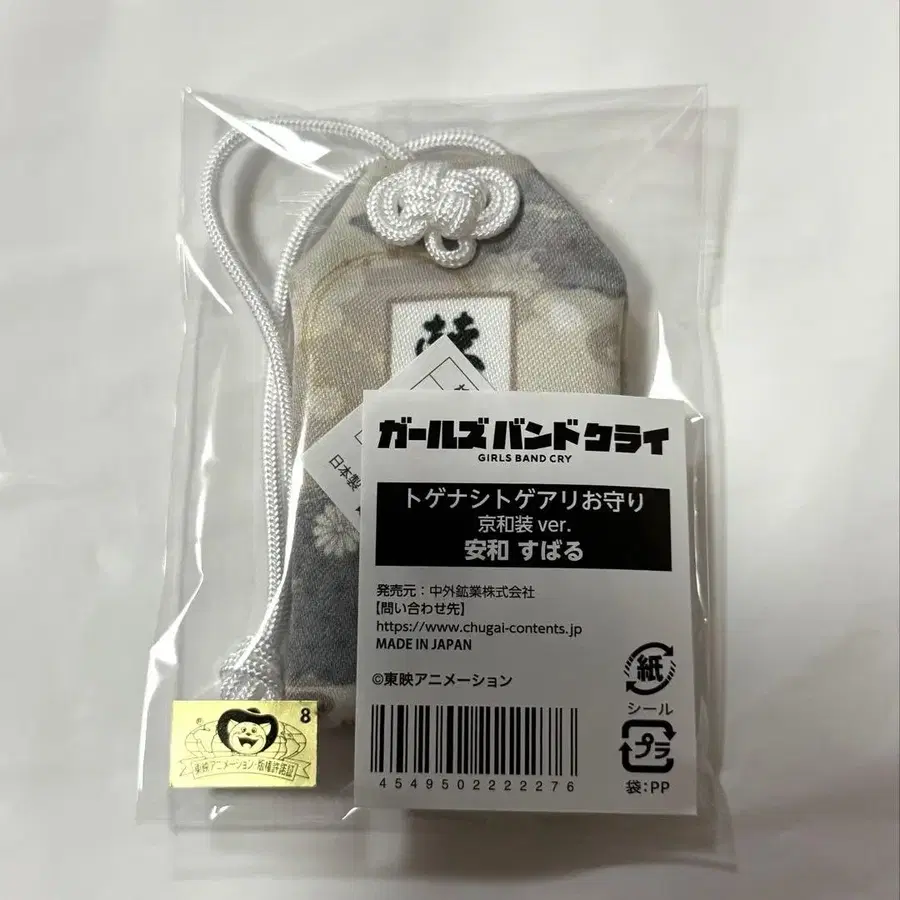 ガールズバンドクライ
GIRLS BAND CRY
トゲナシトゲアリお守り
京和装 ver.
安和 すばる
発売元：中外鉱業株式会社
【問い合わせ先】
https://www.chugai-contents.jp
MADE IN JAPAN
©東映アニメーション
4549502222276
紙
シール
プラ
袋：PP
日本製
8
東映アニメーション・版権許諾証